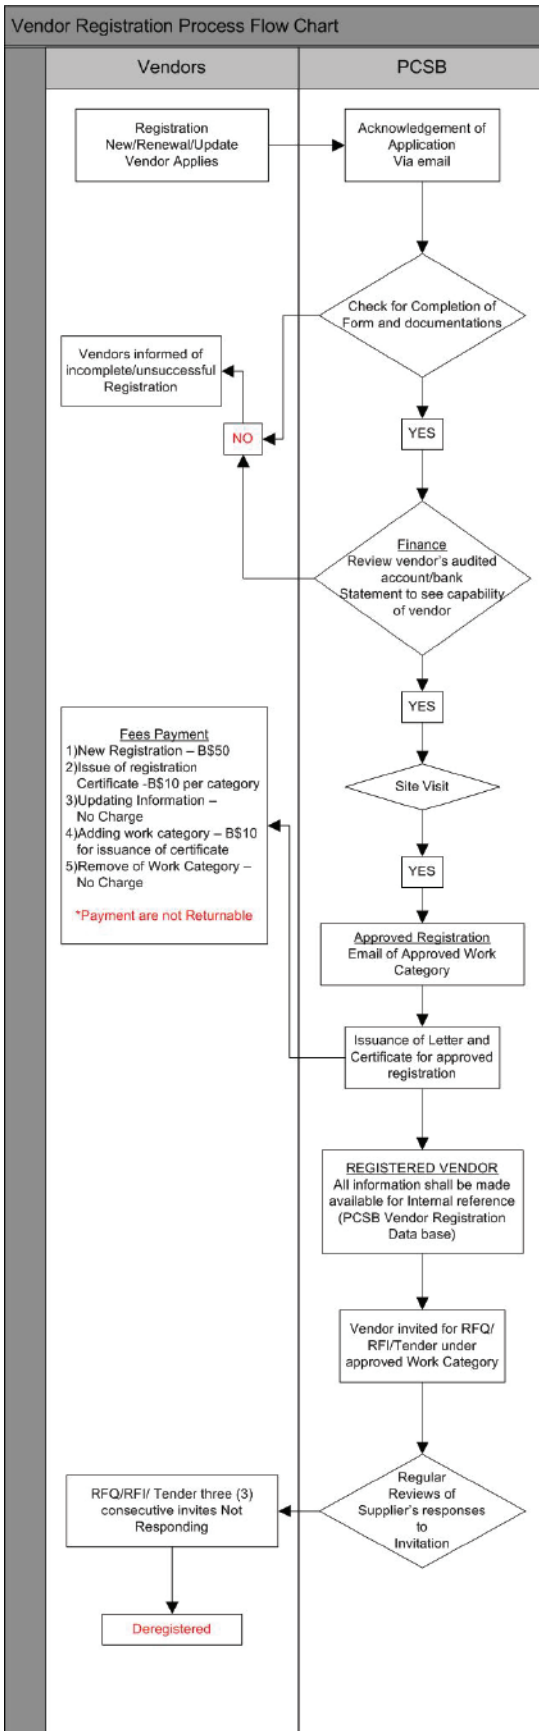 Vendor Registration Process Flow Chart
Vendors
PCSB
Registration
New/Renewal/Update
Vendor Applies
Acknowledgement of
Application
Via email
Check for Completion of
Form and documentations
Vendors informed of
incomplete/unsuccessful
Registration
NO
YES
Finance
Review vendor's audited
account/bank
Statement to see capability
of vendor
YES
Fees Payment
1)New Registration – B$50
2)Issue of registration
Certificate -B$10 per category
3)Updating Information –
No Charge
4)Adding work category – B$10
for issuance of certificate
5)Remove of Work Category –
No Charge
*Payment are not Returnable
Site Visit
YES
Approved Registration
Email of Approved Work
Category
Issuance of Letter and
Certificate for approved
registration
REGISTERED VENDOR
All information shall be made
available for Internal reference
(PCSB Vendor Registration
Data base)
Vendor invited for RFQ/
RFI/Tender under
approved Work Category
Regular
Reviews of
Supplier's responses
to
Invitation
RFQ/RFI/ Tender three (3)
consecutive invites Not
Responding
Deregistered